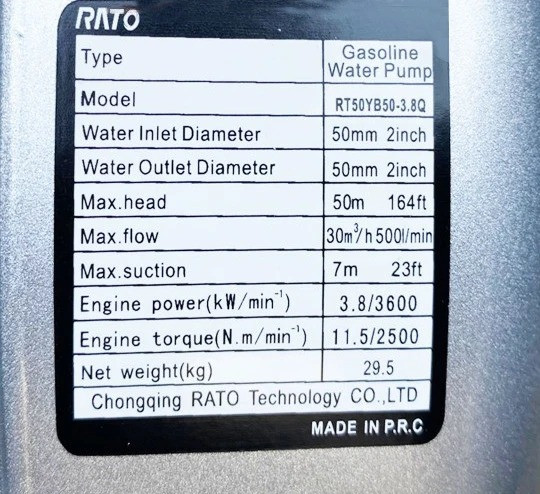 RATO
Type Gasoline Water Pump
Model RT50YB50-3.8Q
Water Inlet Diameter 50mm 2inch
Water Outlet Diameter 50mm 2inch
Max.head 50m 164ft
Max.flow 30m³/h 500l/min
Max.suction 7m 23ft
Engine power(kW/min⁻¹) 3.8/3600
Engine torque(N.m/min⁻¹) 11.5/2500
Net weight(kg) 29.5
Chongqing RATO Technology CO.,LTD
MADE IN P.R.C